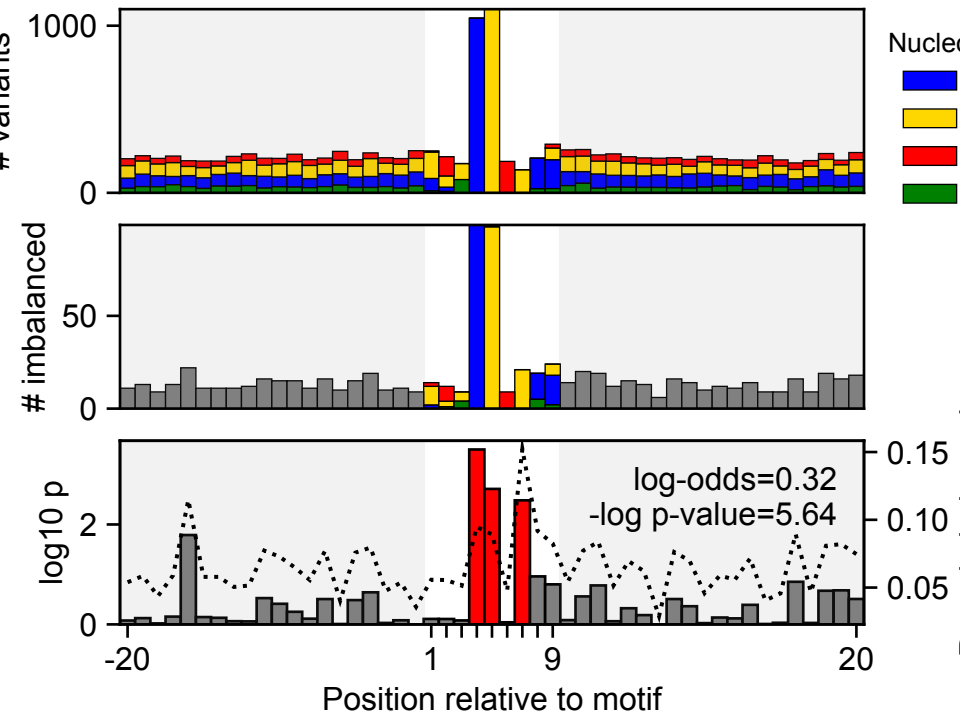 1000
0
# variants
Nucleo
50
0
# imbalanced
log-odds=0.32
-log p-value=5.64
2
0
log10 p
0.15
0.10
0.05
-20
1
9
20
Position relative to motif